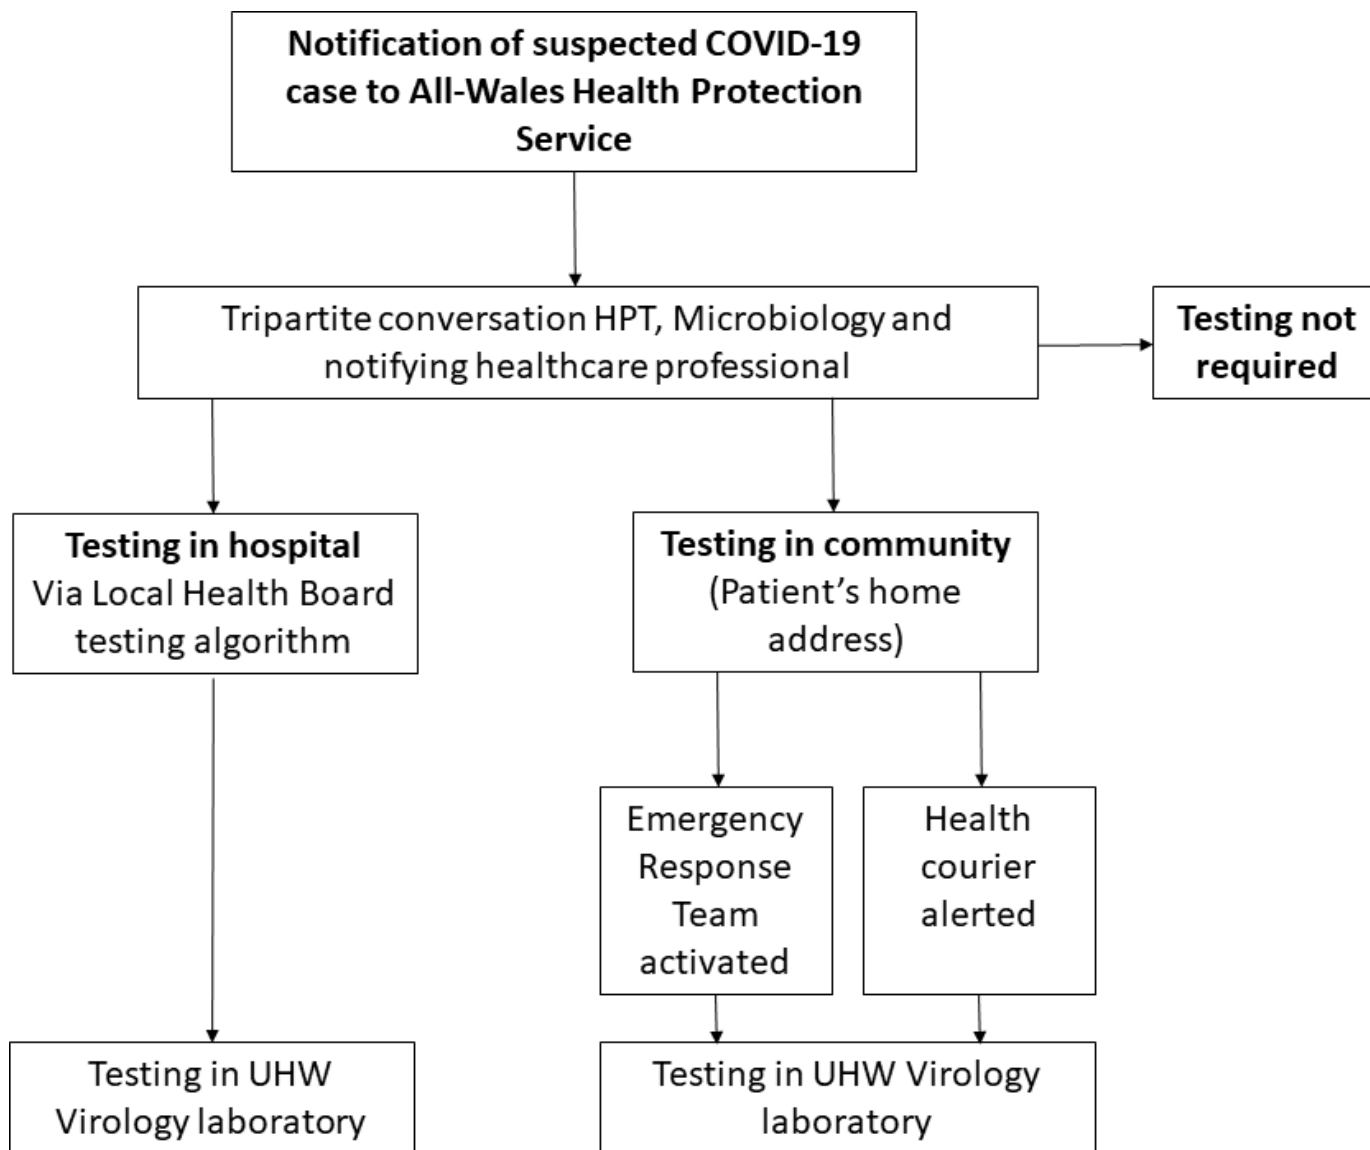 Notification of suspected COVID-19
case to All-Wales Health Protection
Service
Tripartite conversation HPT, Microbiology and
notifying healthcare professional
Testing not
required
Testing in hospital
Via Local Health Board
testing algorithm
Testing in community
(Patient’s home
address)
Emergency
Response
Team
activated
Health
courier
alerted
Testing in UHW
Virology laboratory
Testing in UHW Virology
laboratory